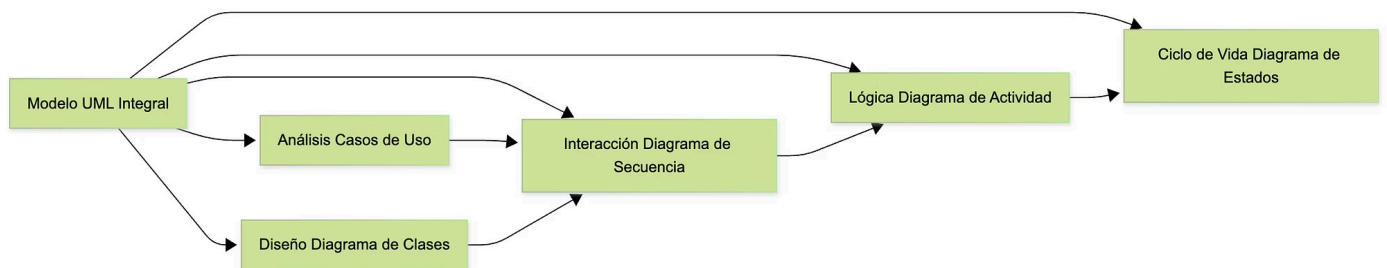 Modelo UML Integral
Análisis Casos de Uso
Diseño Diagrama de Clases
Interacción Diagrama de
Secuencia
Lógica Diagrama de Actividad
Ciclo de Vida Diagrama de
Estados